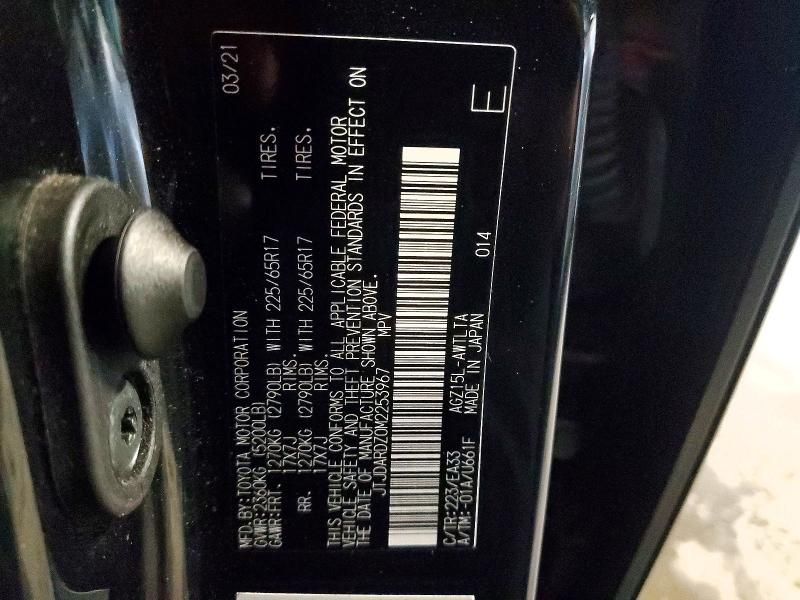 MFD. BY:TOYOTA MOTOR CORPORATION 03/21
GVWR:2360KG (5200LB)
GAWR:FRT. 1270KG (2790LB) WITH 225/65R17 TIRES.
17X7J RIMS.
RR. 1270KG (2790LB) WITH 225/65R17 TIRES.
17X7J RIMS.
THIS VEHICLE CONFORMS TO ALL APPLICABLE FEDERAL MOTOR
VEHICLE SAFETY AND THEFT PREVENTION STANDARDS IN EFFECT ON
THE DATE OF MANUFACTURE SHOWN ABOVE.
JTJDARDZ0M2253967 MPV
C/TR:223/EA33 AGZ15L-AWTLTA 014
A/TM:-01A/U661F MADE IN JAPAN E